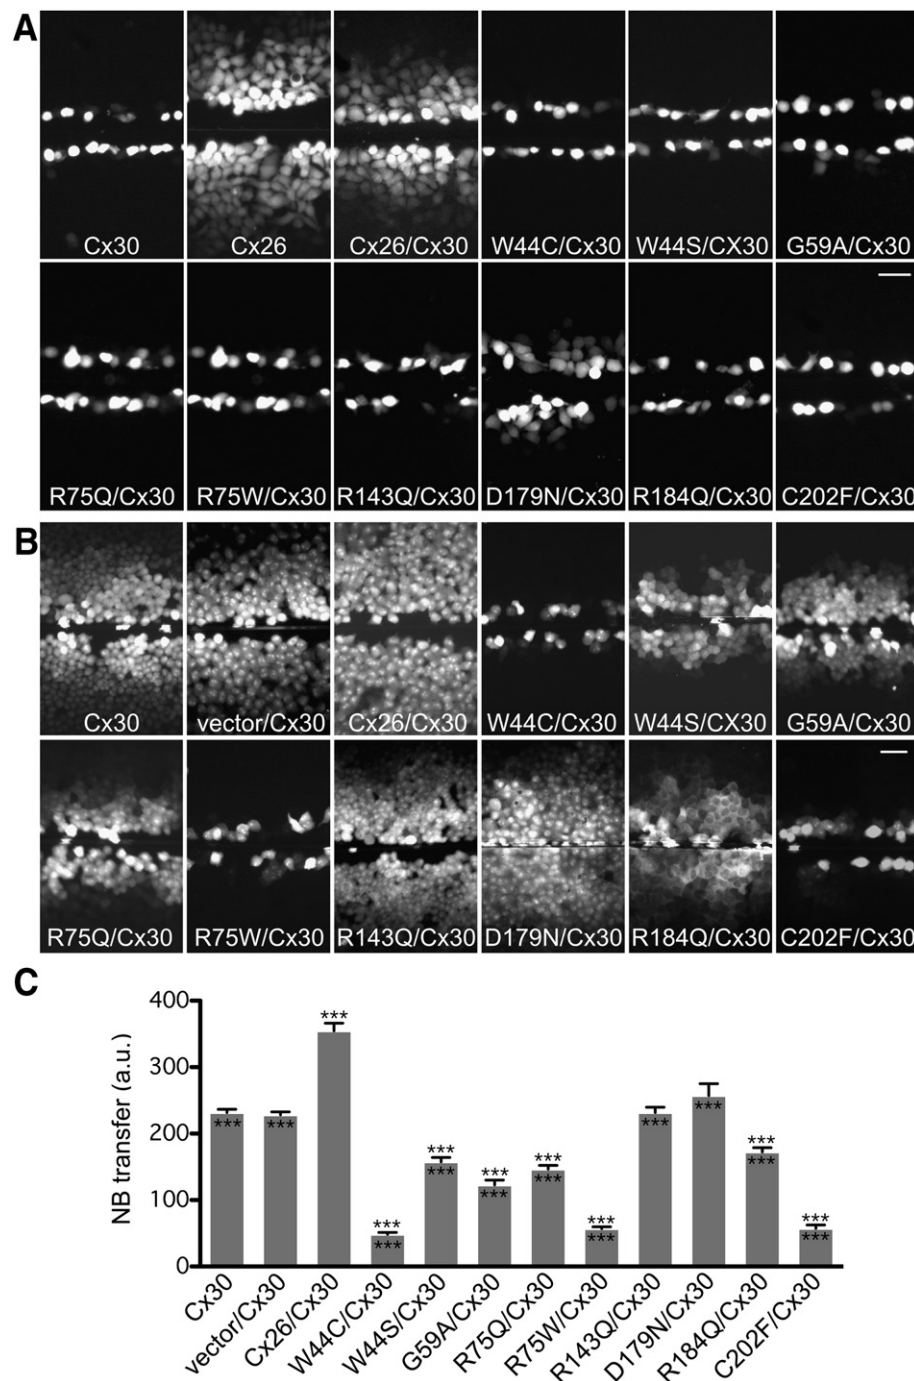 A
Cx30 Cx26 Cx26/Cx30 W44C/Cx30 W44S/CX30 G59A/Cx30
R75Q/Cx30 R75W/Cx30 R143Q/Cx30 D179N/Cx30 R184Q/Cx30 C202F/Cx30
B
Cx30 vector/Cx30 Cx26/Cx30 W44C/Cx30 W44S/CX30 G59A/Cx30
R75Q/Cx30 R75W/Cx30 R143Q/Cx30 D179N/Cx30 R184Q/Cx30 C202F/Cx30
C
NB transfer (a.u.)
400
300
200
100
0
*** *** *** *** *** *** *** *** *** ***
*** *** *** *** *** *** *** *** ***
Cx30 vector/Cx30 Cx26/Cx30 W44C/Cx30 W44S/Cx30 G59A/Cx30 R75Q/Cx30 R75W/Cx30 R143Q/Cx30 D179N/Cx30 R184Q/Cx30 C202F/Cx30